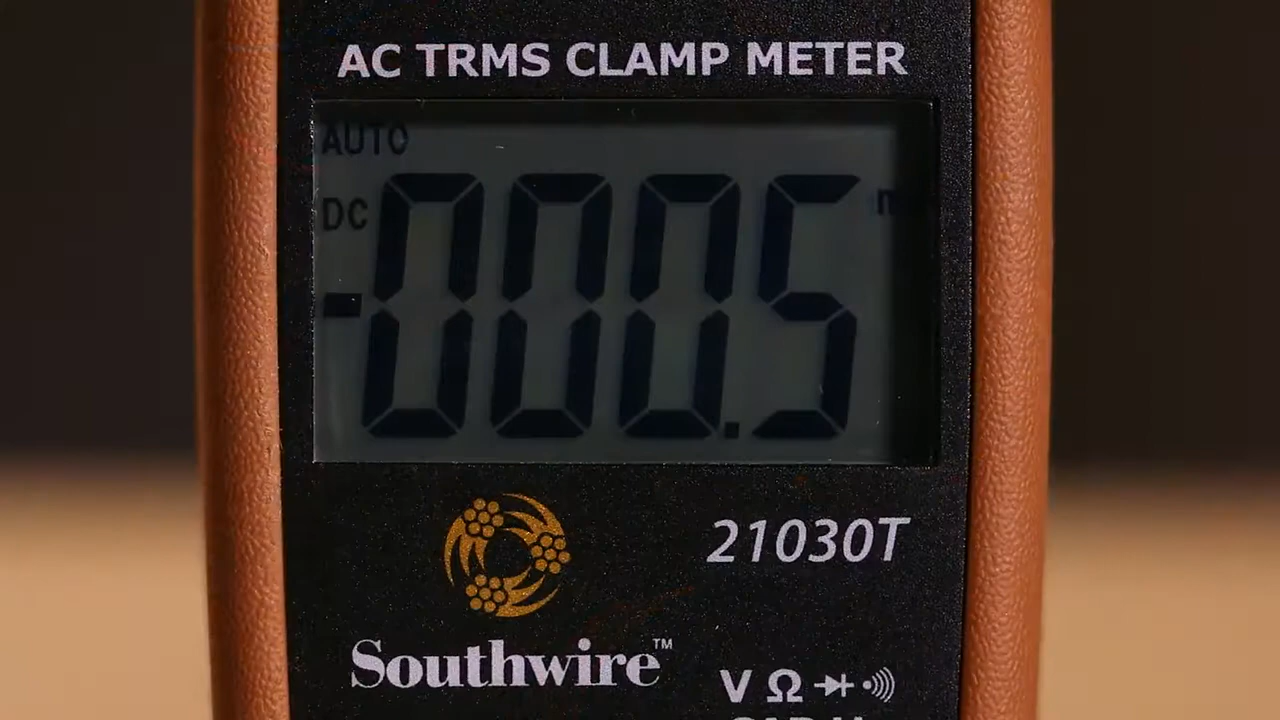 AC TRMS CLAMP METER
AUTO
DC
-000.5
21030T
Southwire™
V Ω